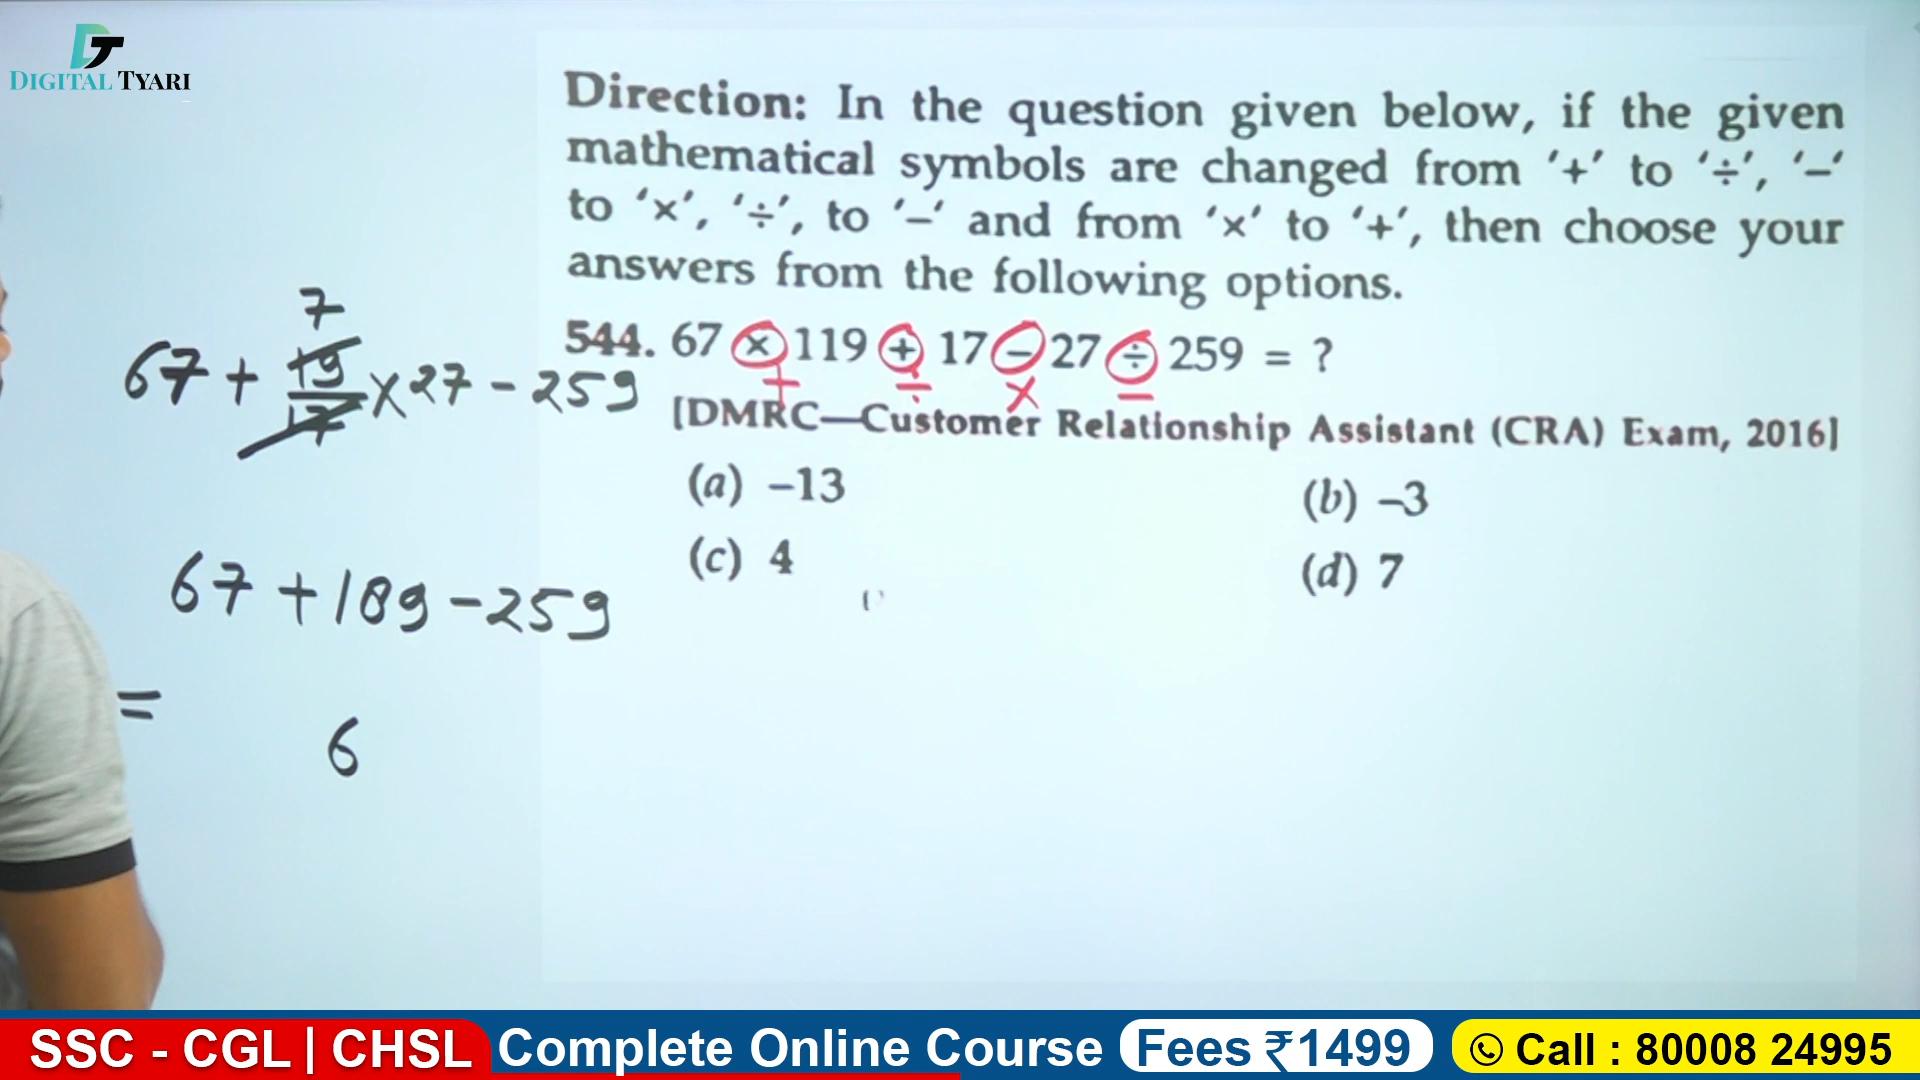 DT
DIGITAL TYARI
Direction: In the question given below, if the given
mathematical symbols are changed from '+' to '÷', '–'
to '×', '÷', to '–' and from '×' to '+', then choose your
answers from the following options.
544. 67 × 119 + 17 – 27 ÷ 259 = ?
+ ÷ × –
[DMRC—Customer Relationship Assistant (CRA) Exam, 2016]
(a) –13 (b) –3
(c) 4 (d) 7
7
67 + 119/17 × 27 - 259
67 + 189 - 259
=
6
SSC - CGL | CHSL Complete Online Course Fees ₹1499 Call : 80008 24995